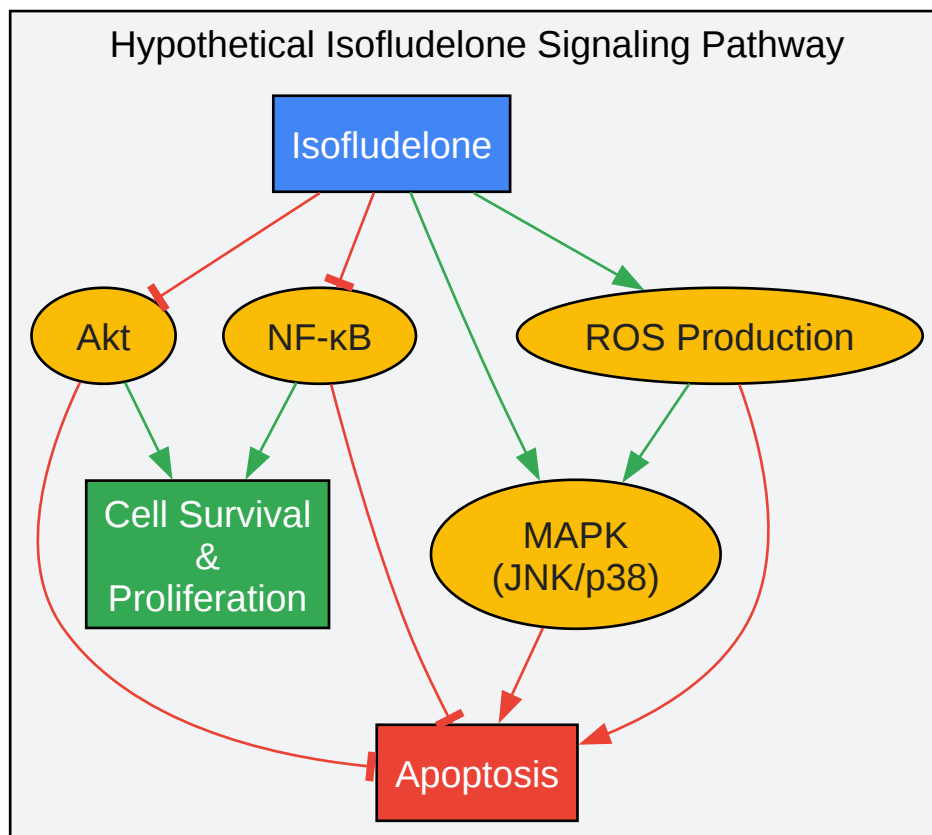 Hypothetical Isofludelone Signaling Pathway
Isofludelone
Akt
NF-κB
ROS Production
Cell Survival
&
Proliferation
MAPK
(JNK/p38)
Apoptosis